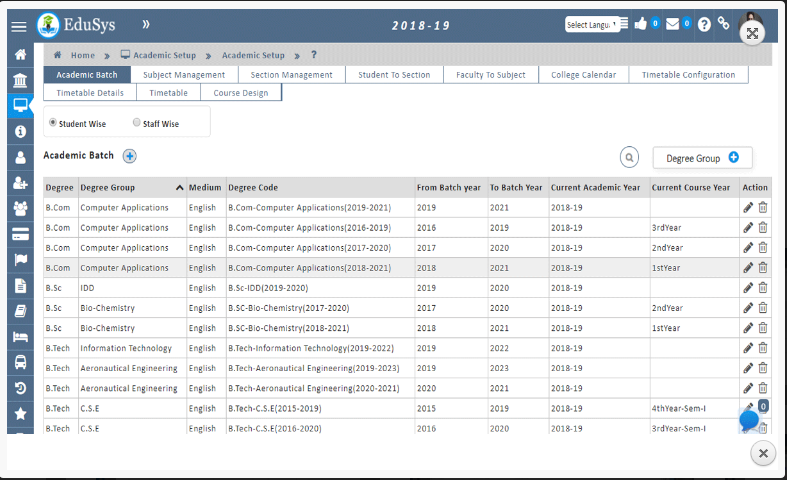 EduSys » 2018-19 Select Langu 0 0
Home » Academic Setup » Academic Setup » ?
Academic Batch Subject Management Section Management Student To Section Faculty To Subject College Calendar Timetable Configuration
Timetable Details Timetable Course Design
Student Wise Staff Wise
Academic Batch Degree Group
Degree Degree Group Medium Degree Code From Batch year To Batch Year Current Academic Year Current Course Year Action
B.Com Computer Applications English B.Com-Computer Applications(2019-2021) 2019 2021 2018-19
B.Com Computer Applications English B.Com-Computer Applications(2016-2019) 2016 2019 2018-19 3rdYear
B.Com Computer Applications English B.Com-Computer Applications(2017-2020) 2017 2020 2018-19 2ndYear
B.Com Computer Applications English B.Com-Computer Applications(2018-2021) 2018 2021 2018-19 1stYear
B.Sc IDD English B.Sc-IDD(2019-2020) 2019 2020 2018-19
B.Sc Bio-Chemistry English B.SC-Bio-Chemistry(2017-2020) 2017 2020 2018-19 2ndYear
B.Sc Bio-Chemistry English B.SC-Bio-Chemistry(2018-2021) 2018 2021 2018-19 1stYear
B.Tech Information Technology English B.Tech-Information Technology(2019-2022) 2019 2022 2018-19
B.Tech Aeronautical Engineering English B.Tech-Aeronautical Engineering(2019-2023) 2019 2023 2018-19
B.Tech Aeronautical Engineering English B.Tech-Aeronautical Engineering(2020-2021) 2020 2021 2018-19
B.Tech C.S.E English B.Tech-C.S.E(2015-2019) 2015 2019 2018-19 4thYear-Sem-I 0
B.Tech C.S.E English B.Tech-C.S.E(2016-2020) 2016 2020 2018-19 3rdYear-Sem-I